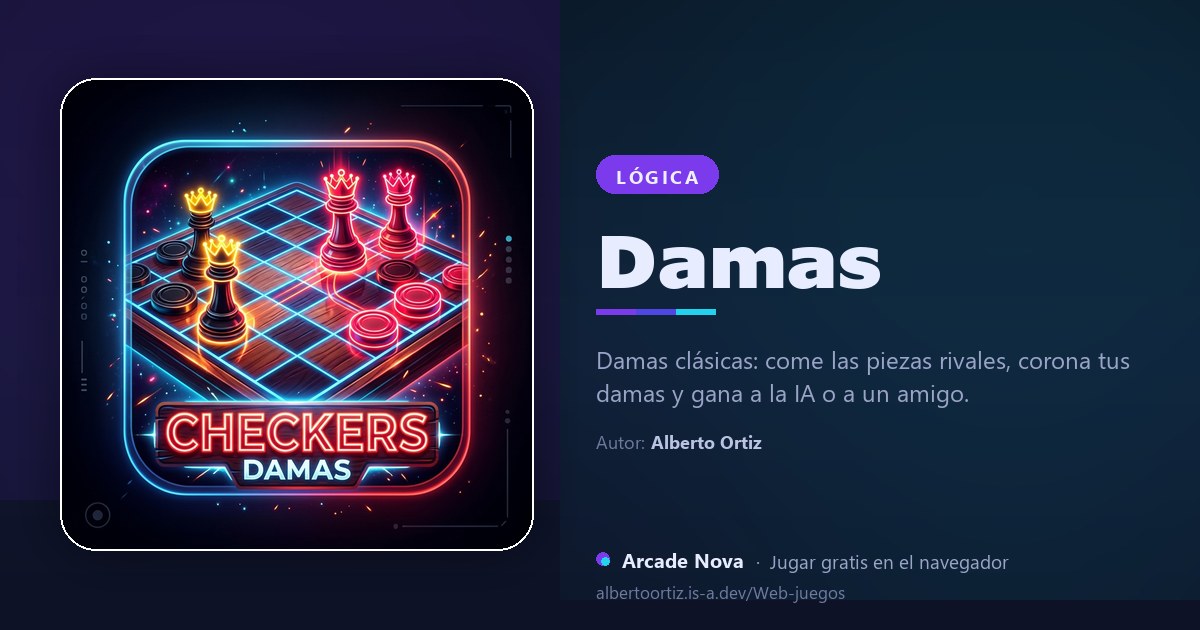 CHECKERS
DAMAS
LÓGICA
Damas
Damas clásicas: come las piezas rivales, corona tus
damas y gana a la IA o a un amigo.
Autor: Alberto Ortiz
Arcade Nova · Jugar gratis en el navegador
albertoortiz.is-a.dev/Web-juegos